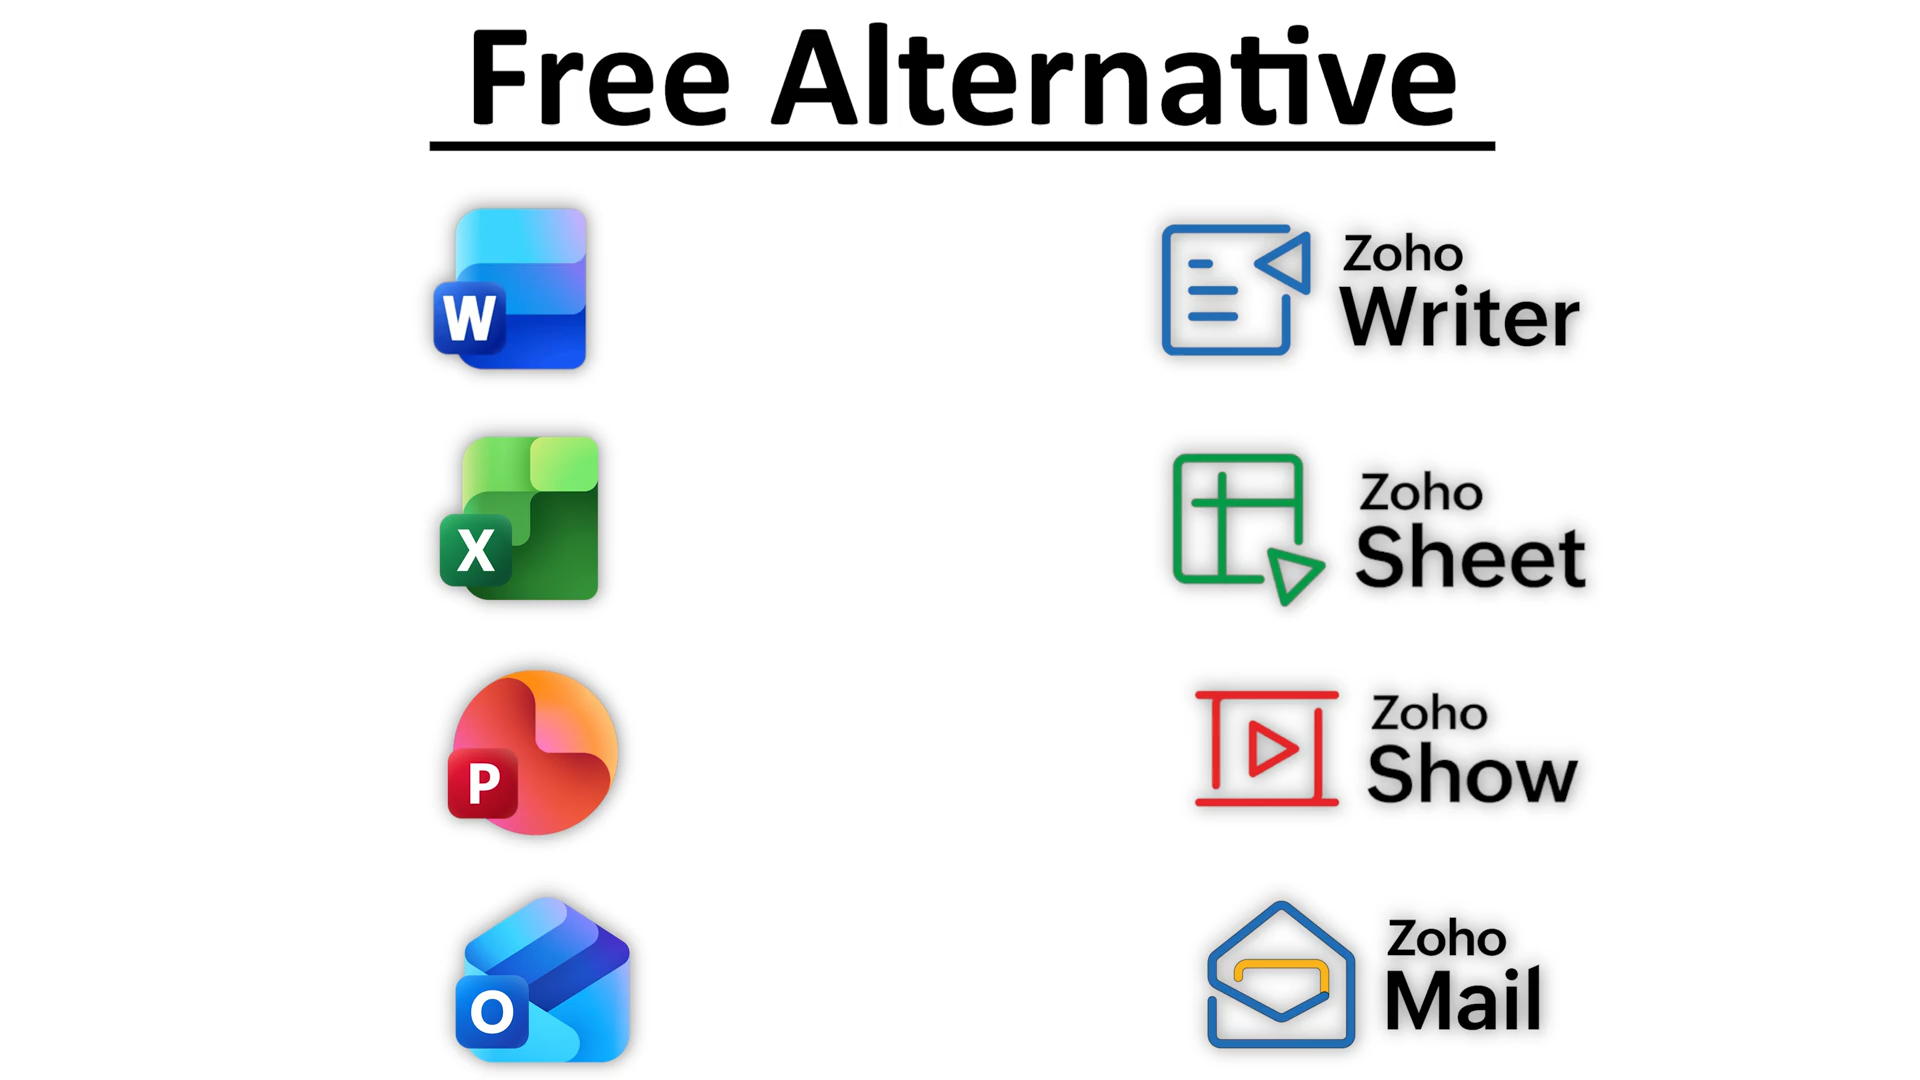 Free Alternative
W
Zoho
Writer
X
Zoho
Sheet
P
Zoho
Show
O
Zoho
Mail